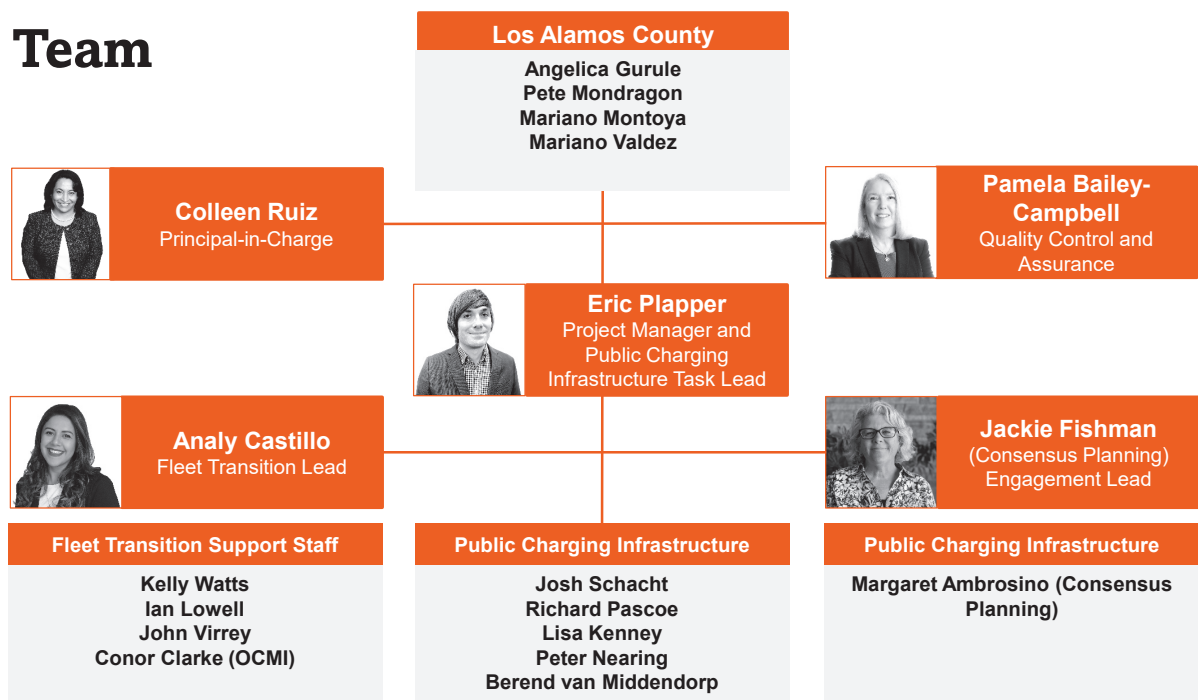 Team
Los Alamos County
Angelica Gurule
Pete Mondragon
Mariano Montoya
Mariano Valdez
Colleen Ruiz
Principal-in-Charge
Pamela Bailey-
Campbell
Quality Control and
Assurance
Eric Plapper
Project Manager and
Public Charging
Infrastructure Task Lead
Analy Castillo
Fleet Transition Lead
Jackie Fishman
(Consensus Planning)
Engagement Lead
Fleet Transition Support Staff
Kelly Watts
Ian Lowell
John Virrey
Conor Clarke (OCMI)
Public Charging Infrastructure
Josh Schacht
Richard Pascoe
Lisa Kenney
Peter Nearing
Berend van Middendorp
Public Charging Infrastructure
Margaret Ambrosino (Consensus
Planning)